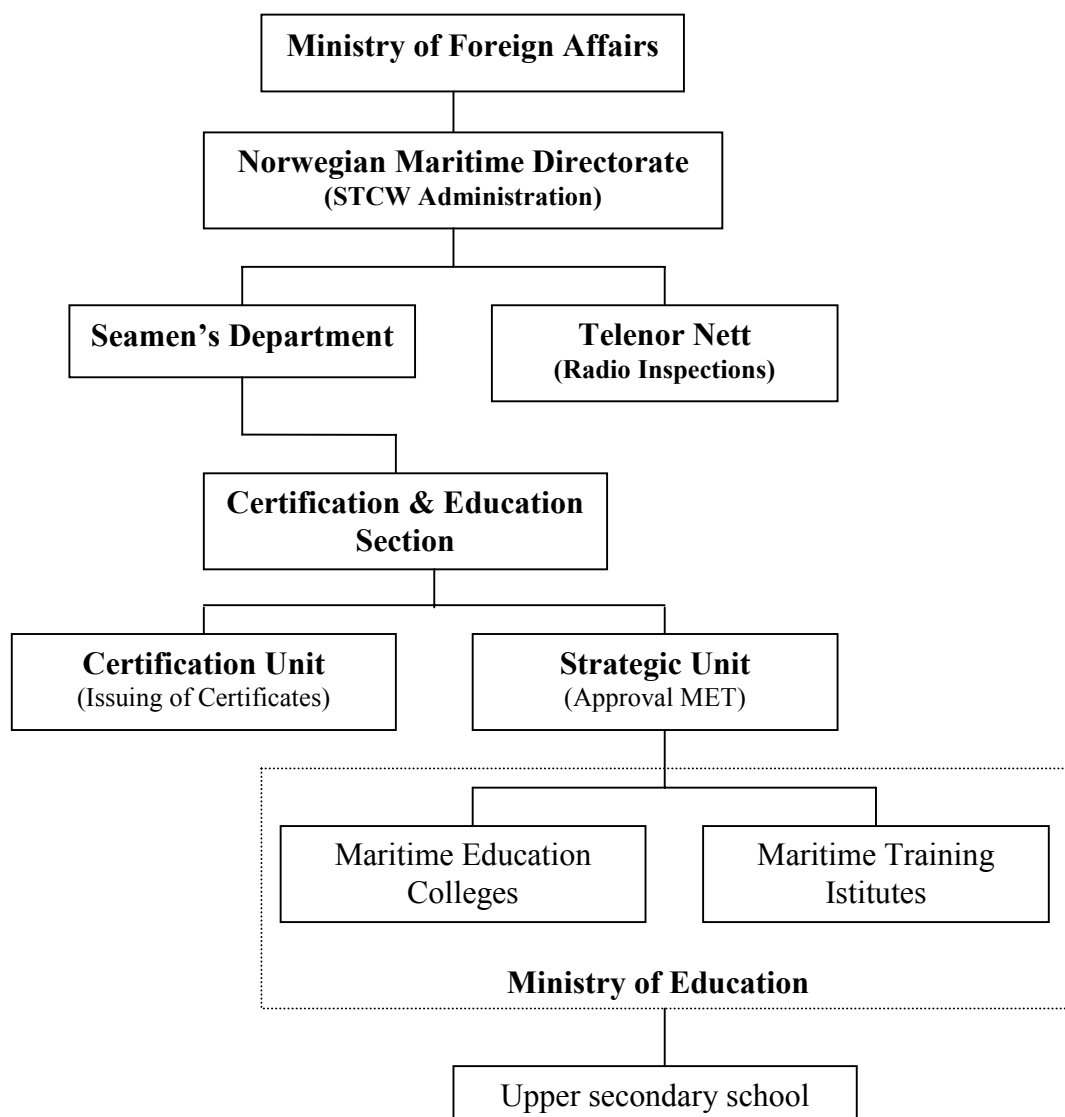 Ministry of Foreign Affairs
Norwegian Maritime Directorate
(STCW Administration)
Seamen’s Department
Telenor Nett
(Radio Inspections)
Certification & Education
Section
Certification Unit
(Issuing of Certificates)
Strategic Unit
(Approval MET)
Maritime Education
Colleges
Maritime Training
Istitutes
Ministry of Education
Upper secondary school